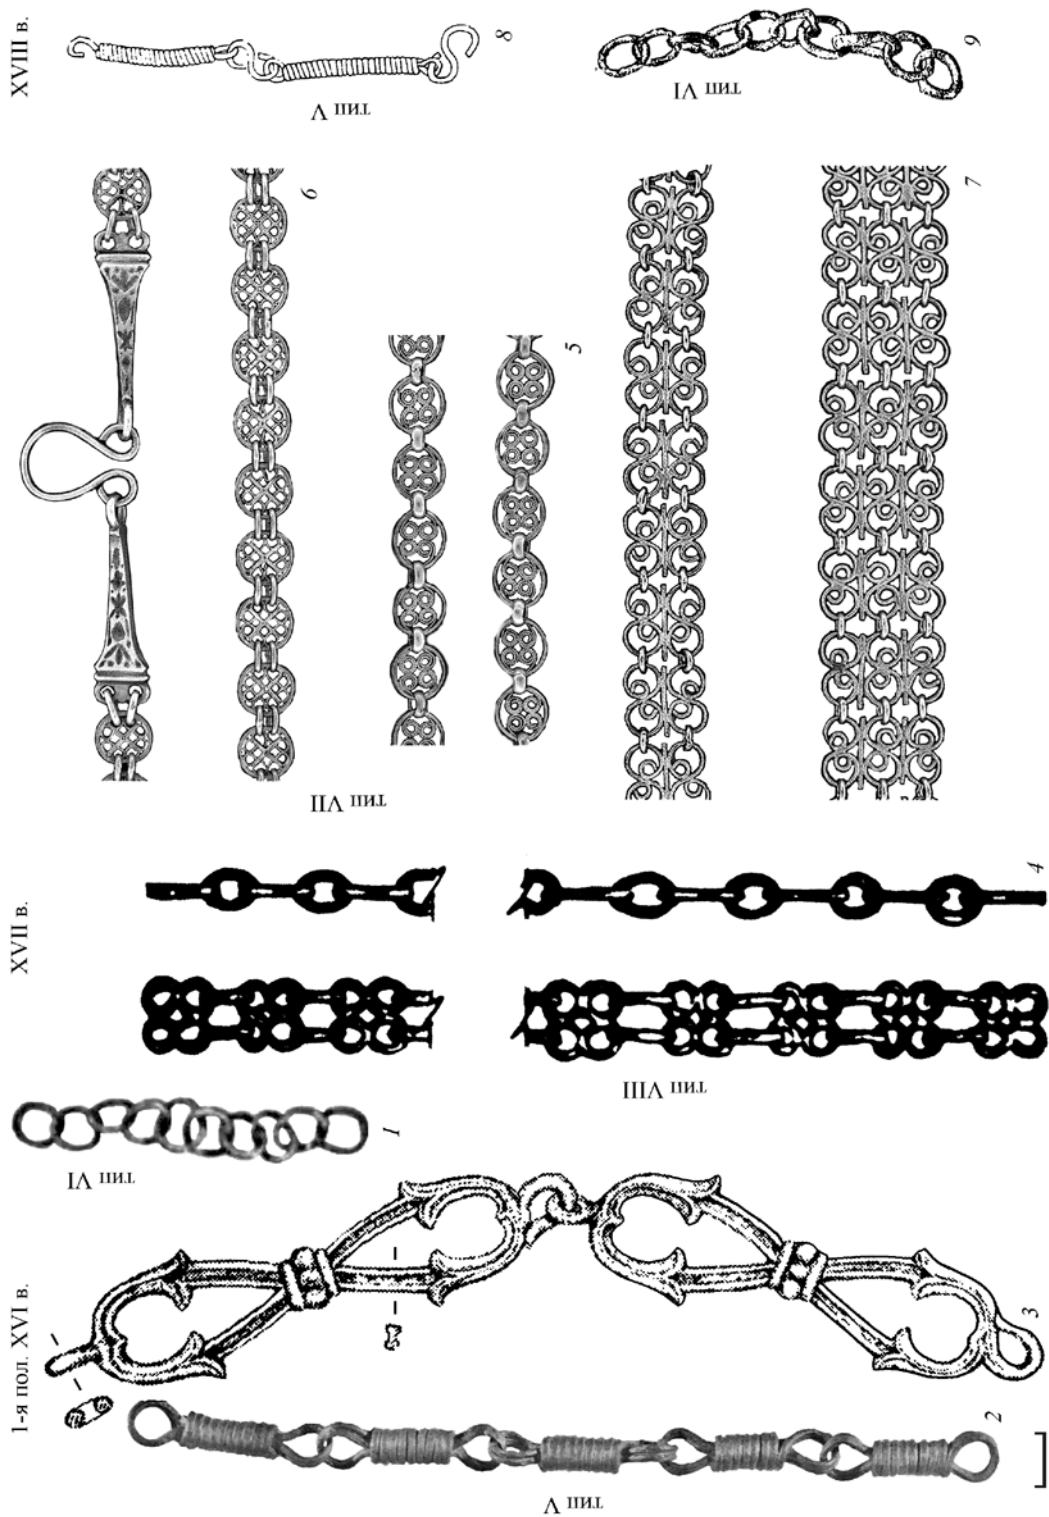 1-я пол. XVI в.
XVII в.
XVIII в.
тип VI
1
тип V
2
3
тип VIII
4
тип VII
5
6
7
тип V
8
тип VI
9